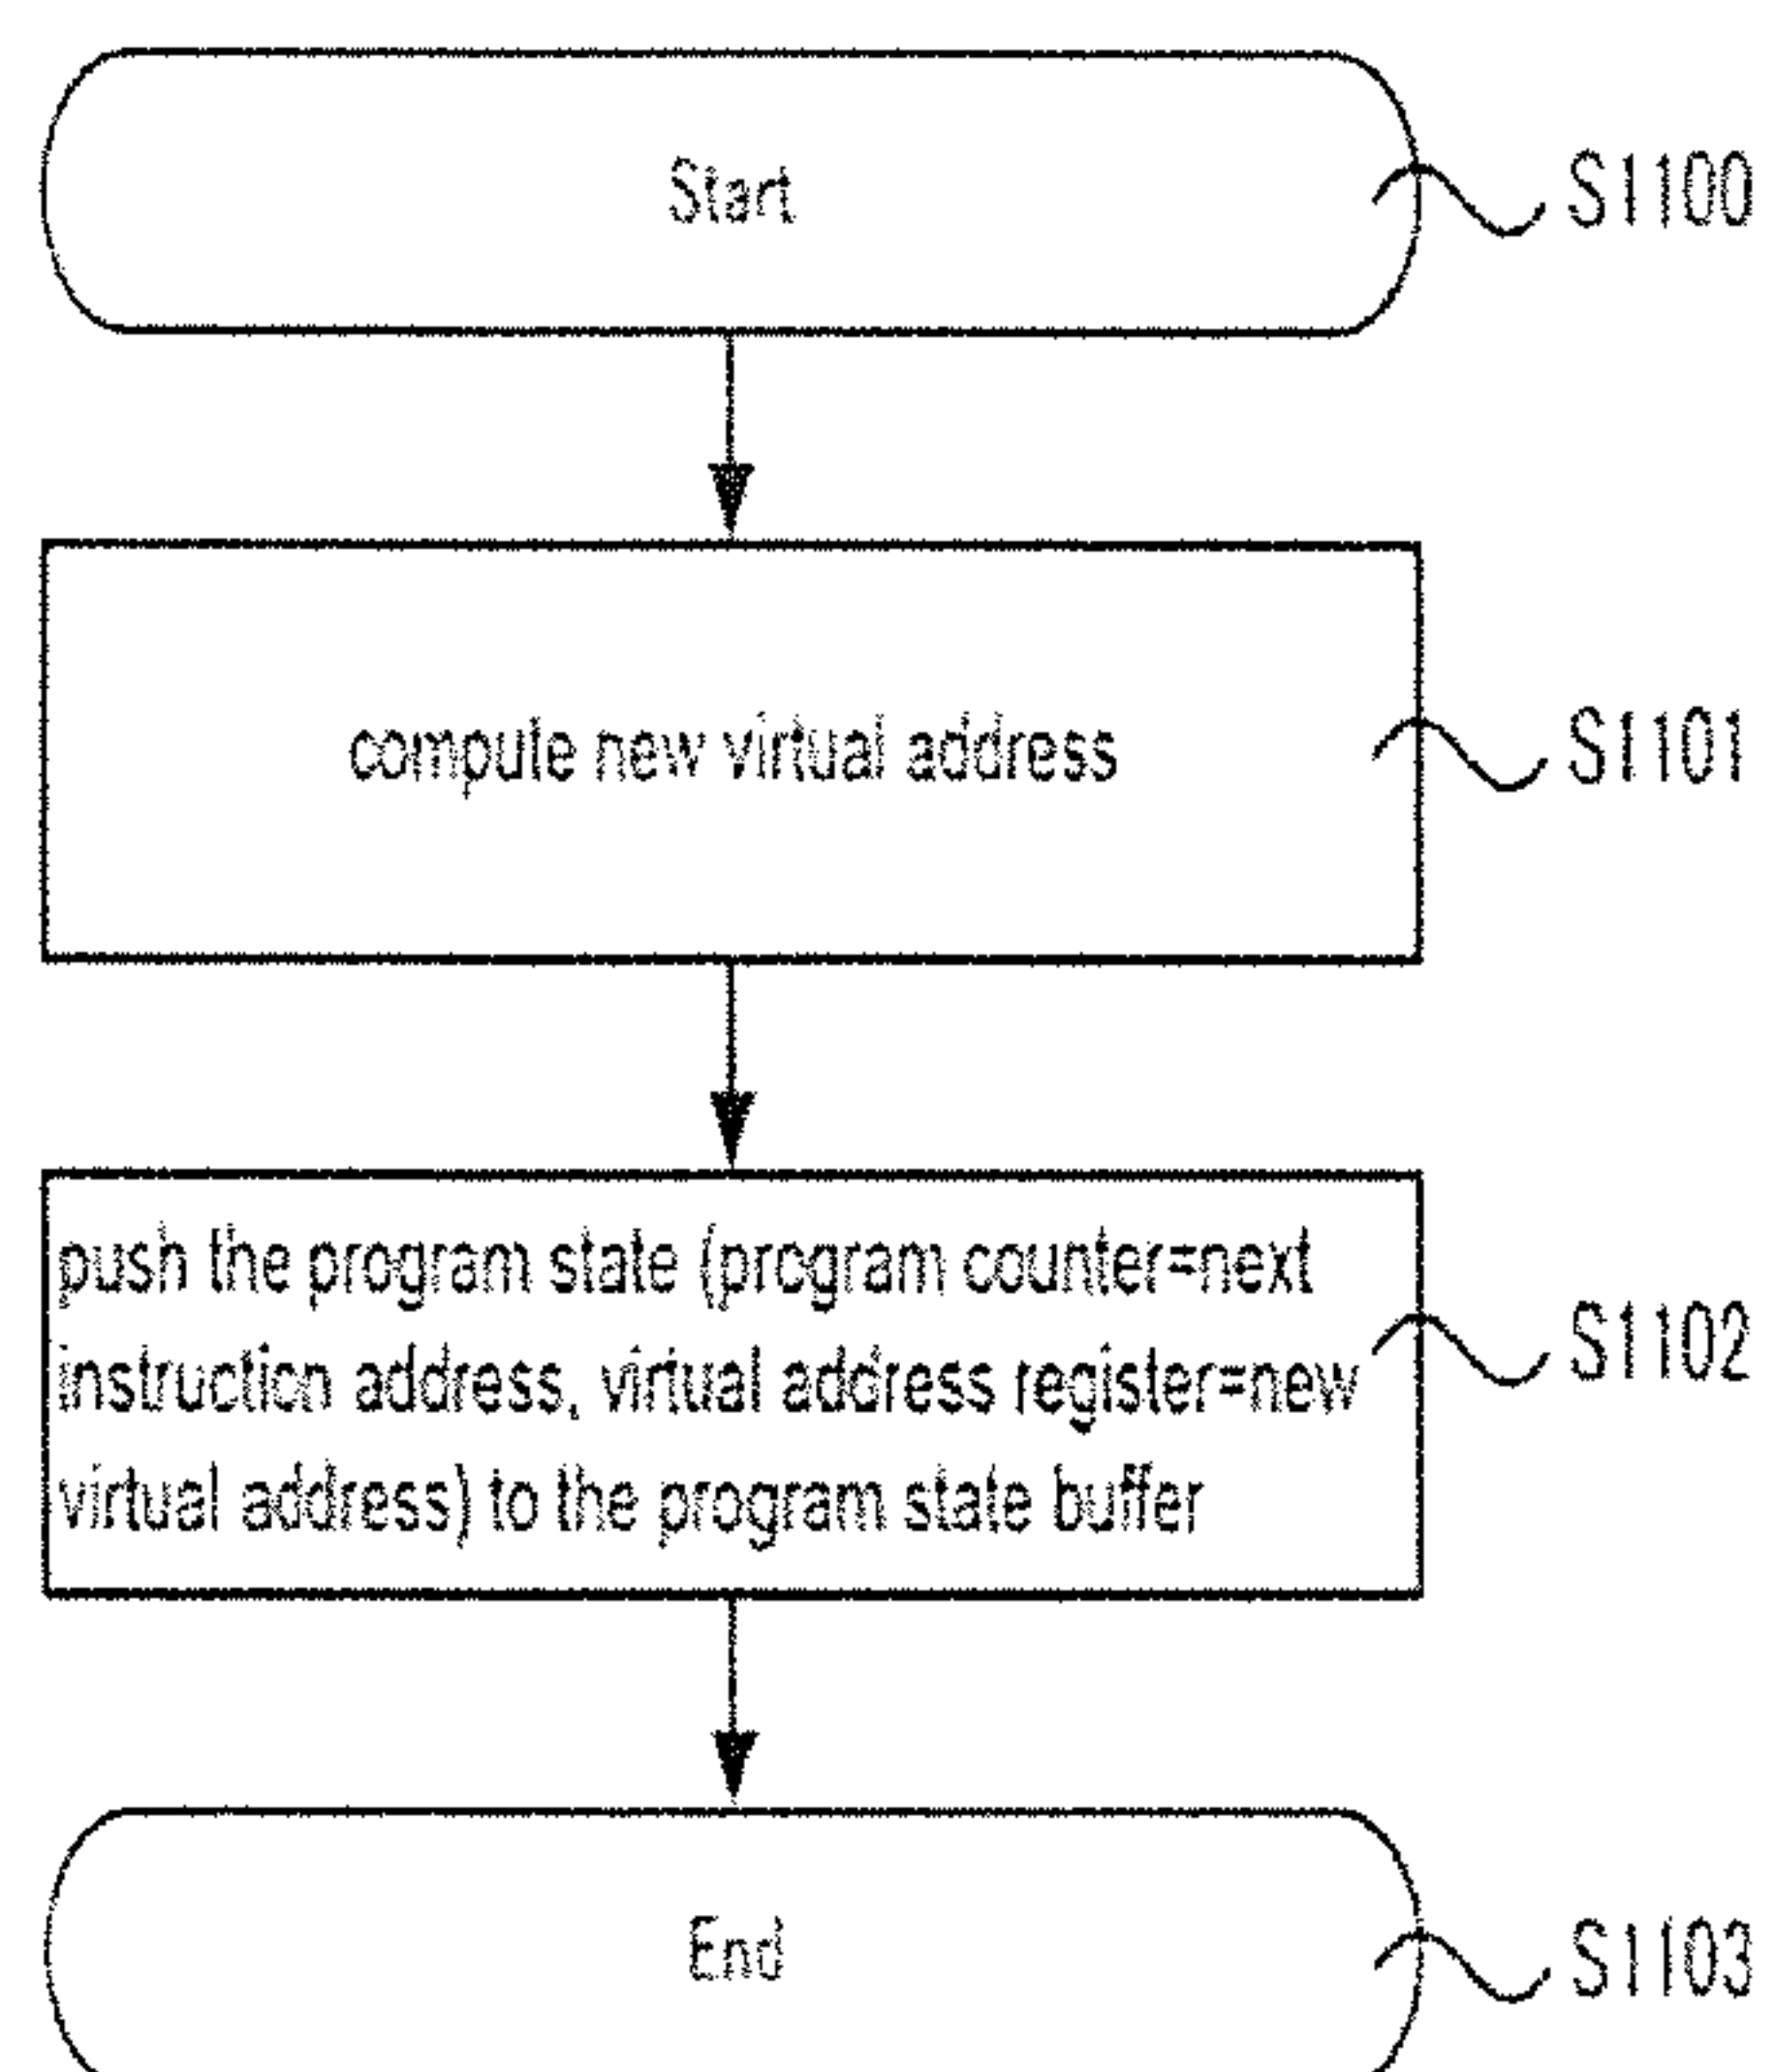 Start
S1100
compute new virtual address
S1101
push the program state (program counter=next
instruction address, virtual address register=new
virtual address) to the program state buffer
S1102
End
S1103